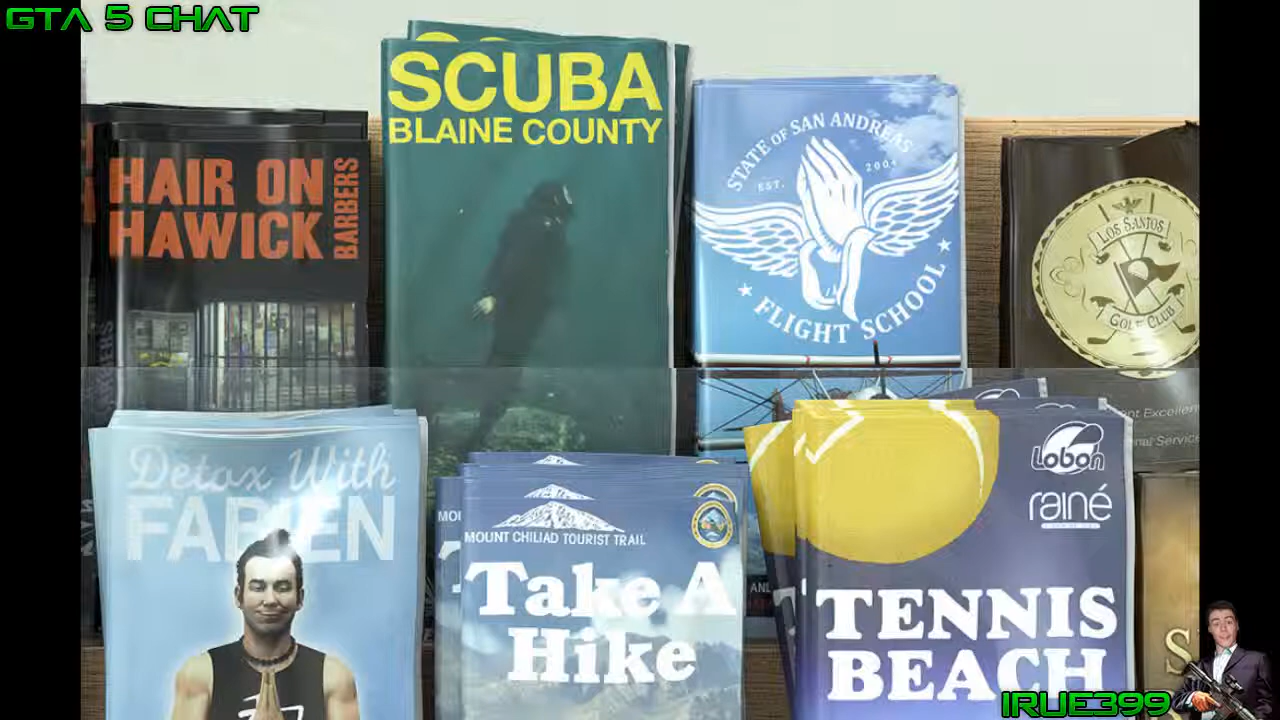 GTA 5 CHAT
HAIR ON
HAWICK
BARBERS
SCUBA
BLAINE COUNTY
STATE OF SAN ANDREAS
EST.
FLIGHT SCHOOL
LOS SANTOS
GOLF CLUB
Detox With
FABIEN
MOUNT CHILIAD TOURIST TRAIL
Take A
Hike
Lobon
rainé
TENNIS
BEACH
IRUE399